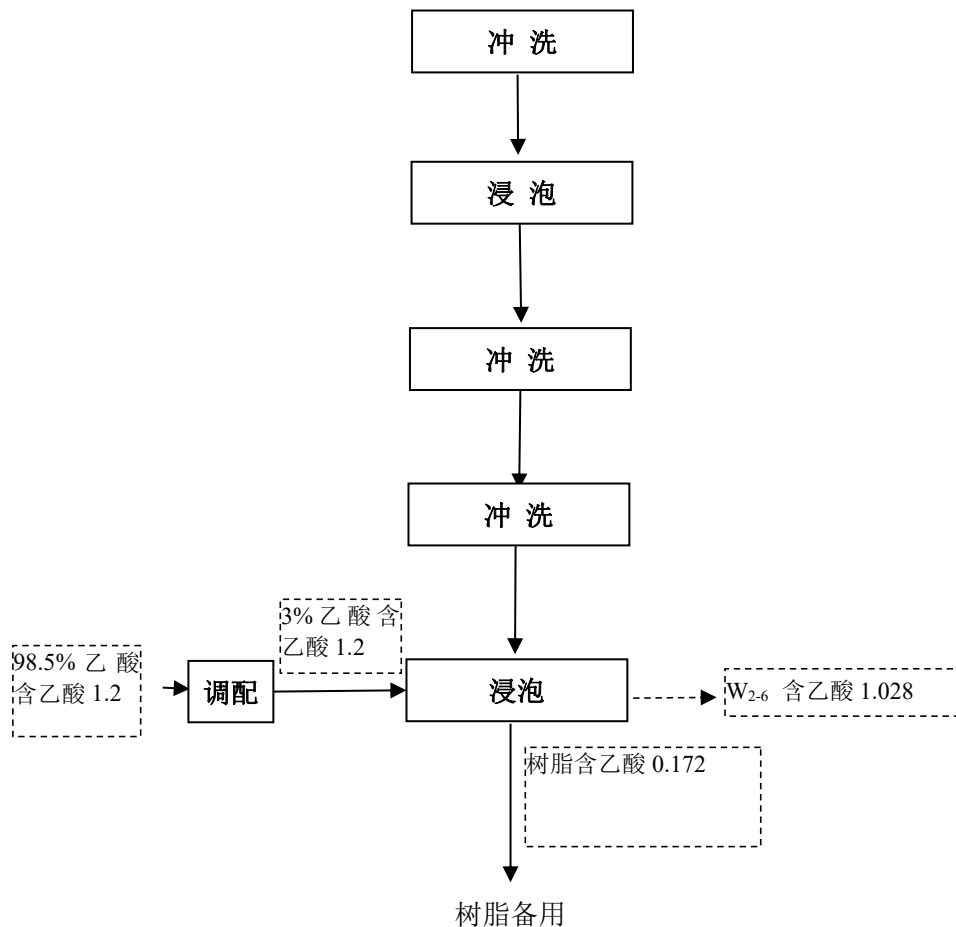 冲 洗
浸 泡
冲 洗
冲 洗
3% 乙 酸 含
乙酸 1.2
98.5% 乙 酸
含乙酸 1.2
调配
浸泡
W2-6 含乙酸 1.028
树脂含乙酸 0.172
树脂备用